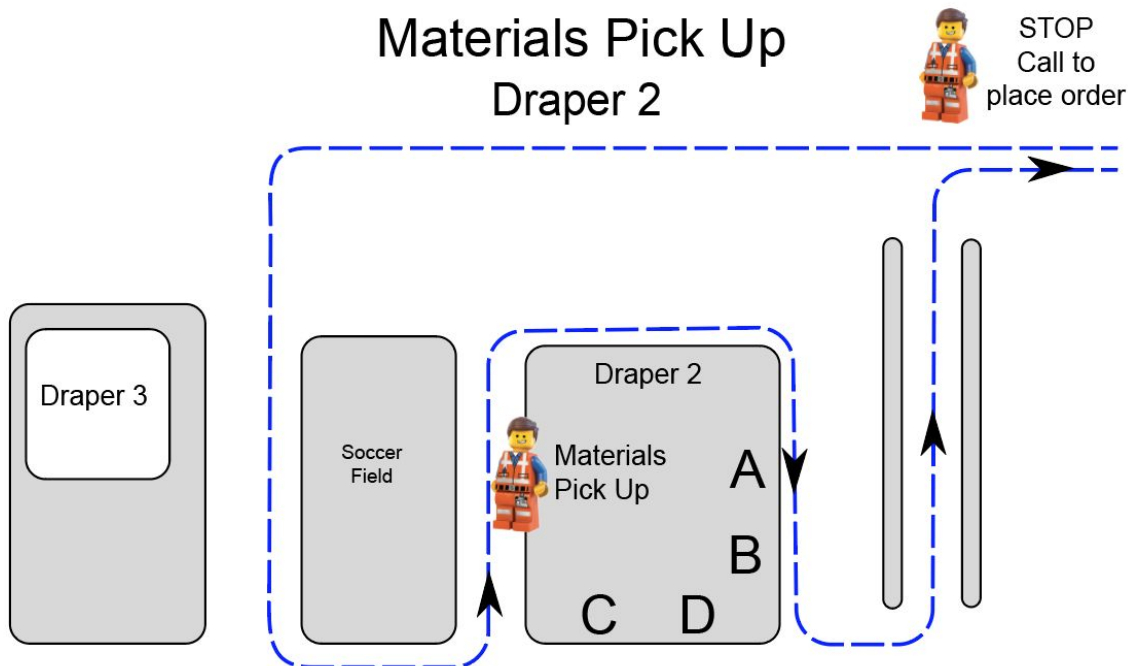 Materials Pick Up
Draper 2
STOP
Call to
place order
Draper 3
Soccer
Field
Draper 2
Materials
Pick Up
A
B
C D